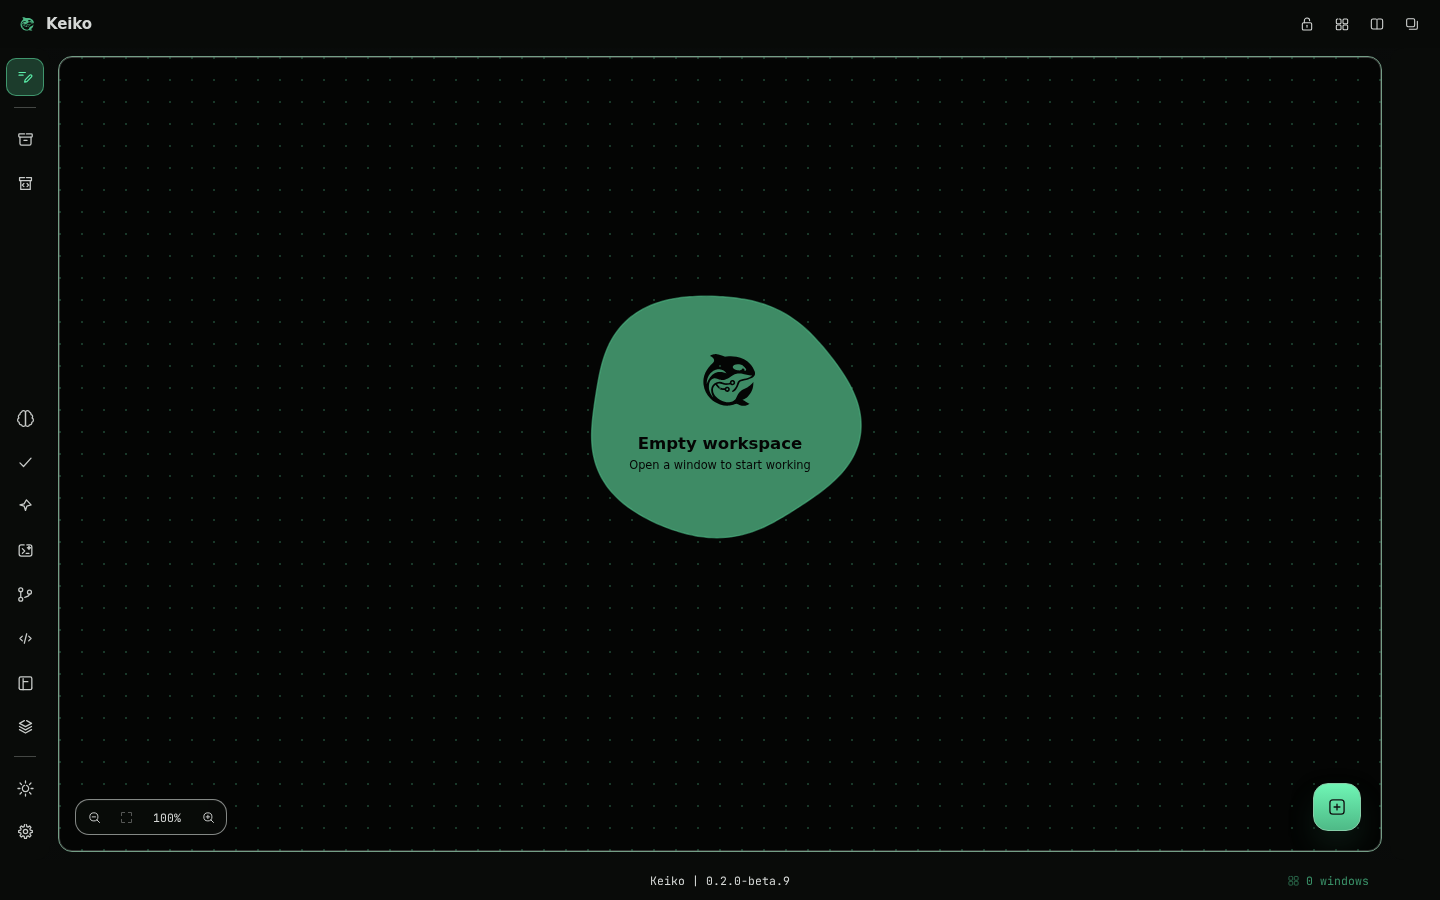 Keiko
Empty workspace
Open a window to start working
100%
Keiko | 0.2.0-beta.9
0 windows